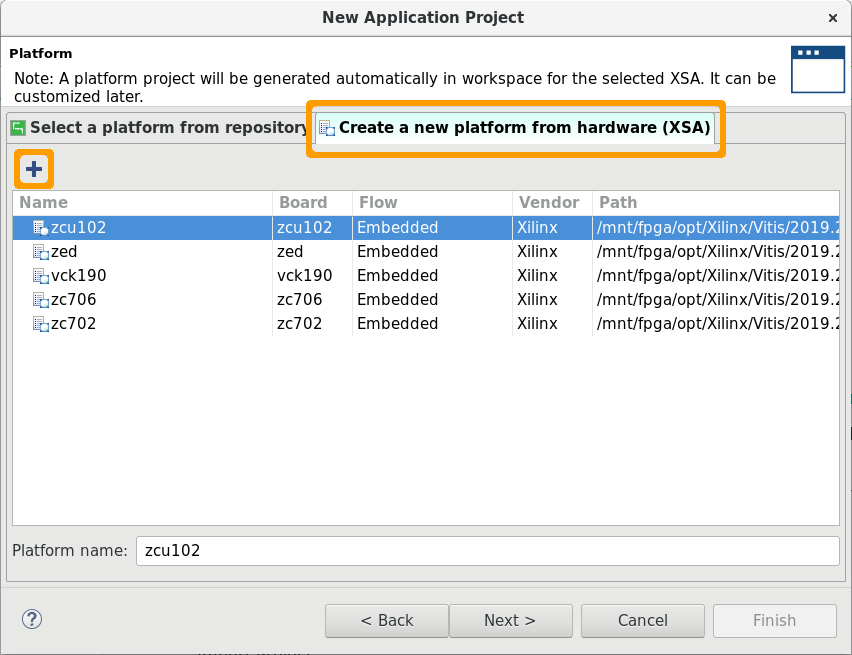 New Application Project
×
Platform
Note: A platform project will be generated automatically in workspace for the selected XSA. It can be
customized later.
Select a platform from repository Create a new platform from hardware (XSA)
Name Board Flow Vendor Path
zcu102 zcu102 Embedded Xilinx /mnt/fpga/opt/Xilinx/Vitis/2019.2
zed zed Embedded Xilinx /mnt/fpga/opt/Xilinx/Vitis/2019.2
vck190 vck190 Embedded Xilinx /mnt/fpga/opt/Xilinx/Vitis/2019.2
zc706 zc706 Embedded Xilinx /mnt/fpga/opt/Xilinx/Vitis/2019.2
zc702 zc702 Embedded Xilinx /mnt/fpga/opt/Xilinx/Vitis/2019.2
Platform name: zcu102
? < Back Next > Cancel Finish